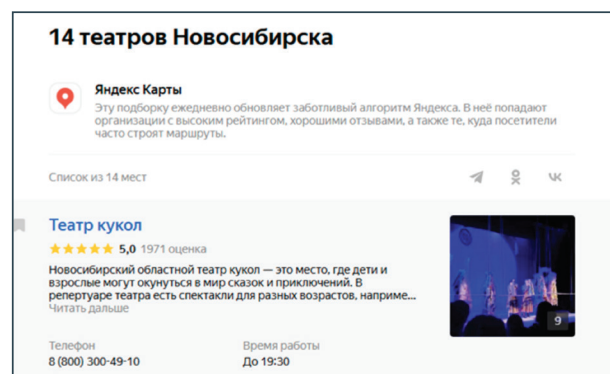 14 театров Новосибирска
Яндекс Карты
Эту подборку ежедневно обновляет заботливый алгоритм Яндекса. В неё попадают
организации с высоким рейтингом, хорошими отзывами, а также те, куда посетители
часто строят маршруты.
Список из 14 мест
Театр кукол
5,0 1971 оценка
Новосибирский областной театр кукол — это место, где дети и
взрослые могут окунуться в мир сказок и приключений. В
репертуаре театра есть спектакли для разных возрастов, наприме...
Читать дальше
9
Телефон
Время работы
8 (800) 300-49-10
До 19:30